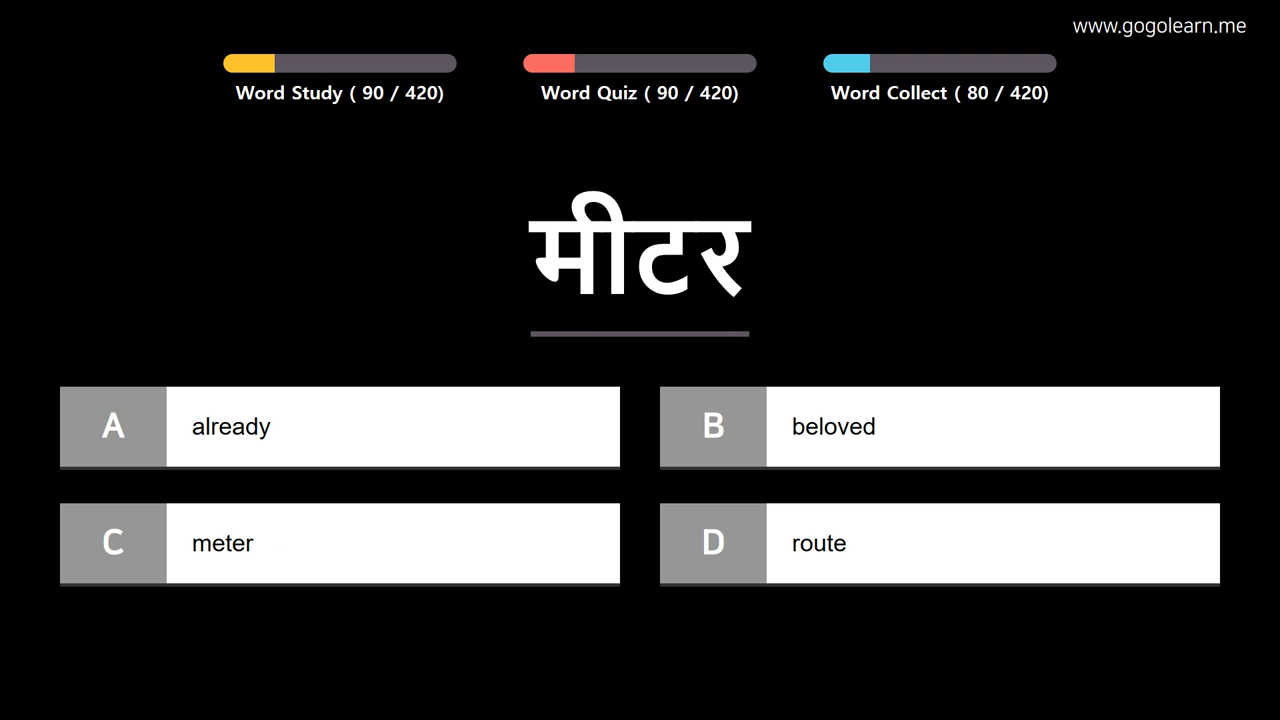 www.gogolearn.me
Word Study ( 90 / 420)
Word Quiz ( 90 / 420)
Word Collect ( 80 / 420)
मीटर
A already
B beloved
C meter
D route